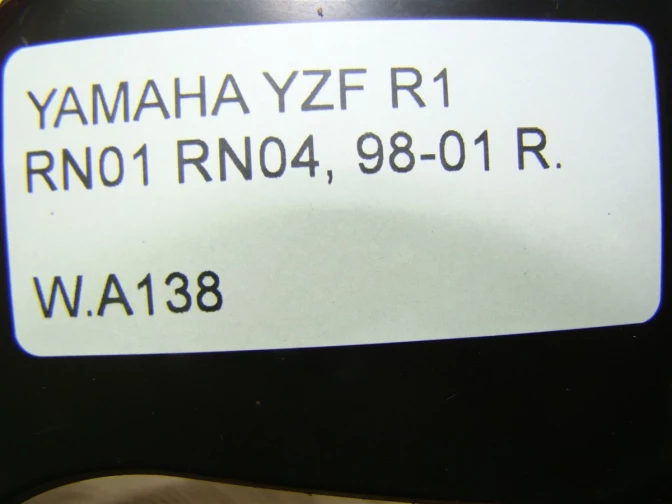 YAMAHA YZF R1
RN01 RN04, 98-01 R.
W.A138